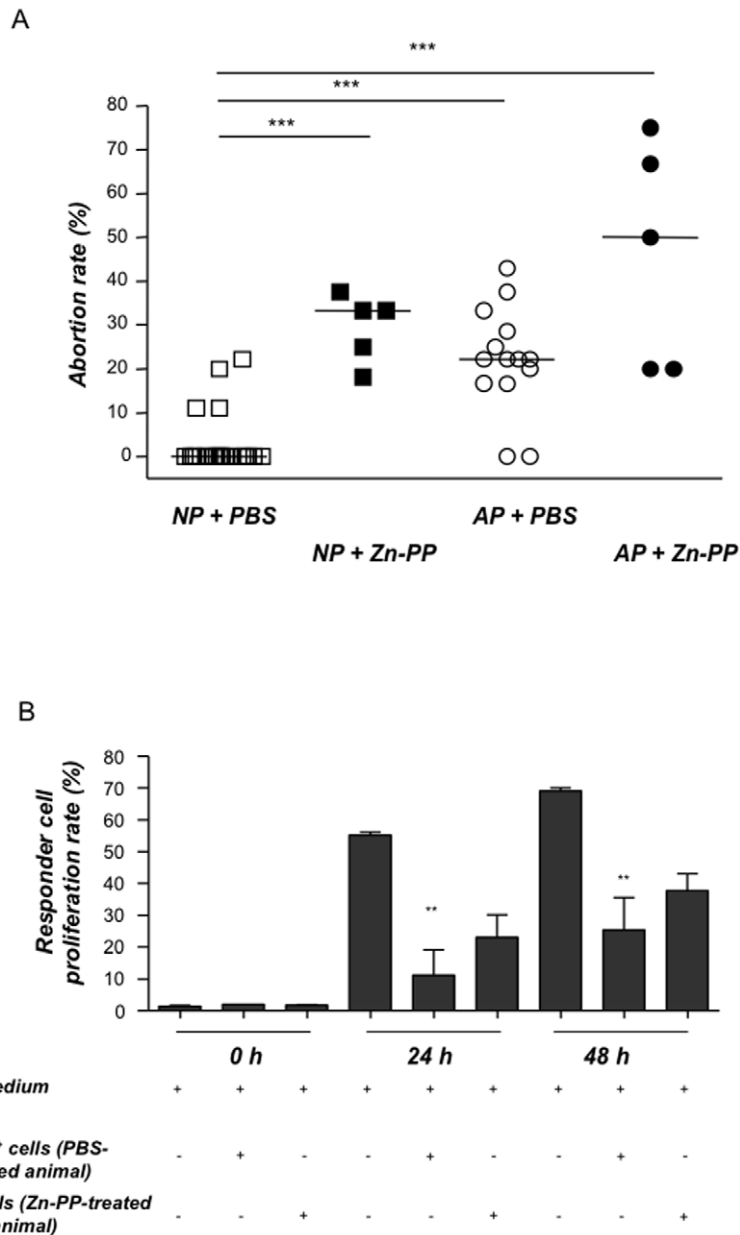 A
***
***
***
80
70
60
50
40
30
20
10
0
Abortion rate (%)
NP + PBS
AP + PBS
NP + Zn-PP
AP + Zn-PP
B
80
70
60
50
40
30
20
10
0
Responder cell
proliferation rate (%)
**
**
0 h
24 h
48 h
edium + + + + + + + + +
+ cells (PBS-
ed animal) - + - - + - - + -
ls (Zn-PP-treated
animal) - - + - - + - - +